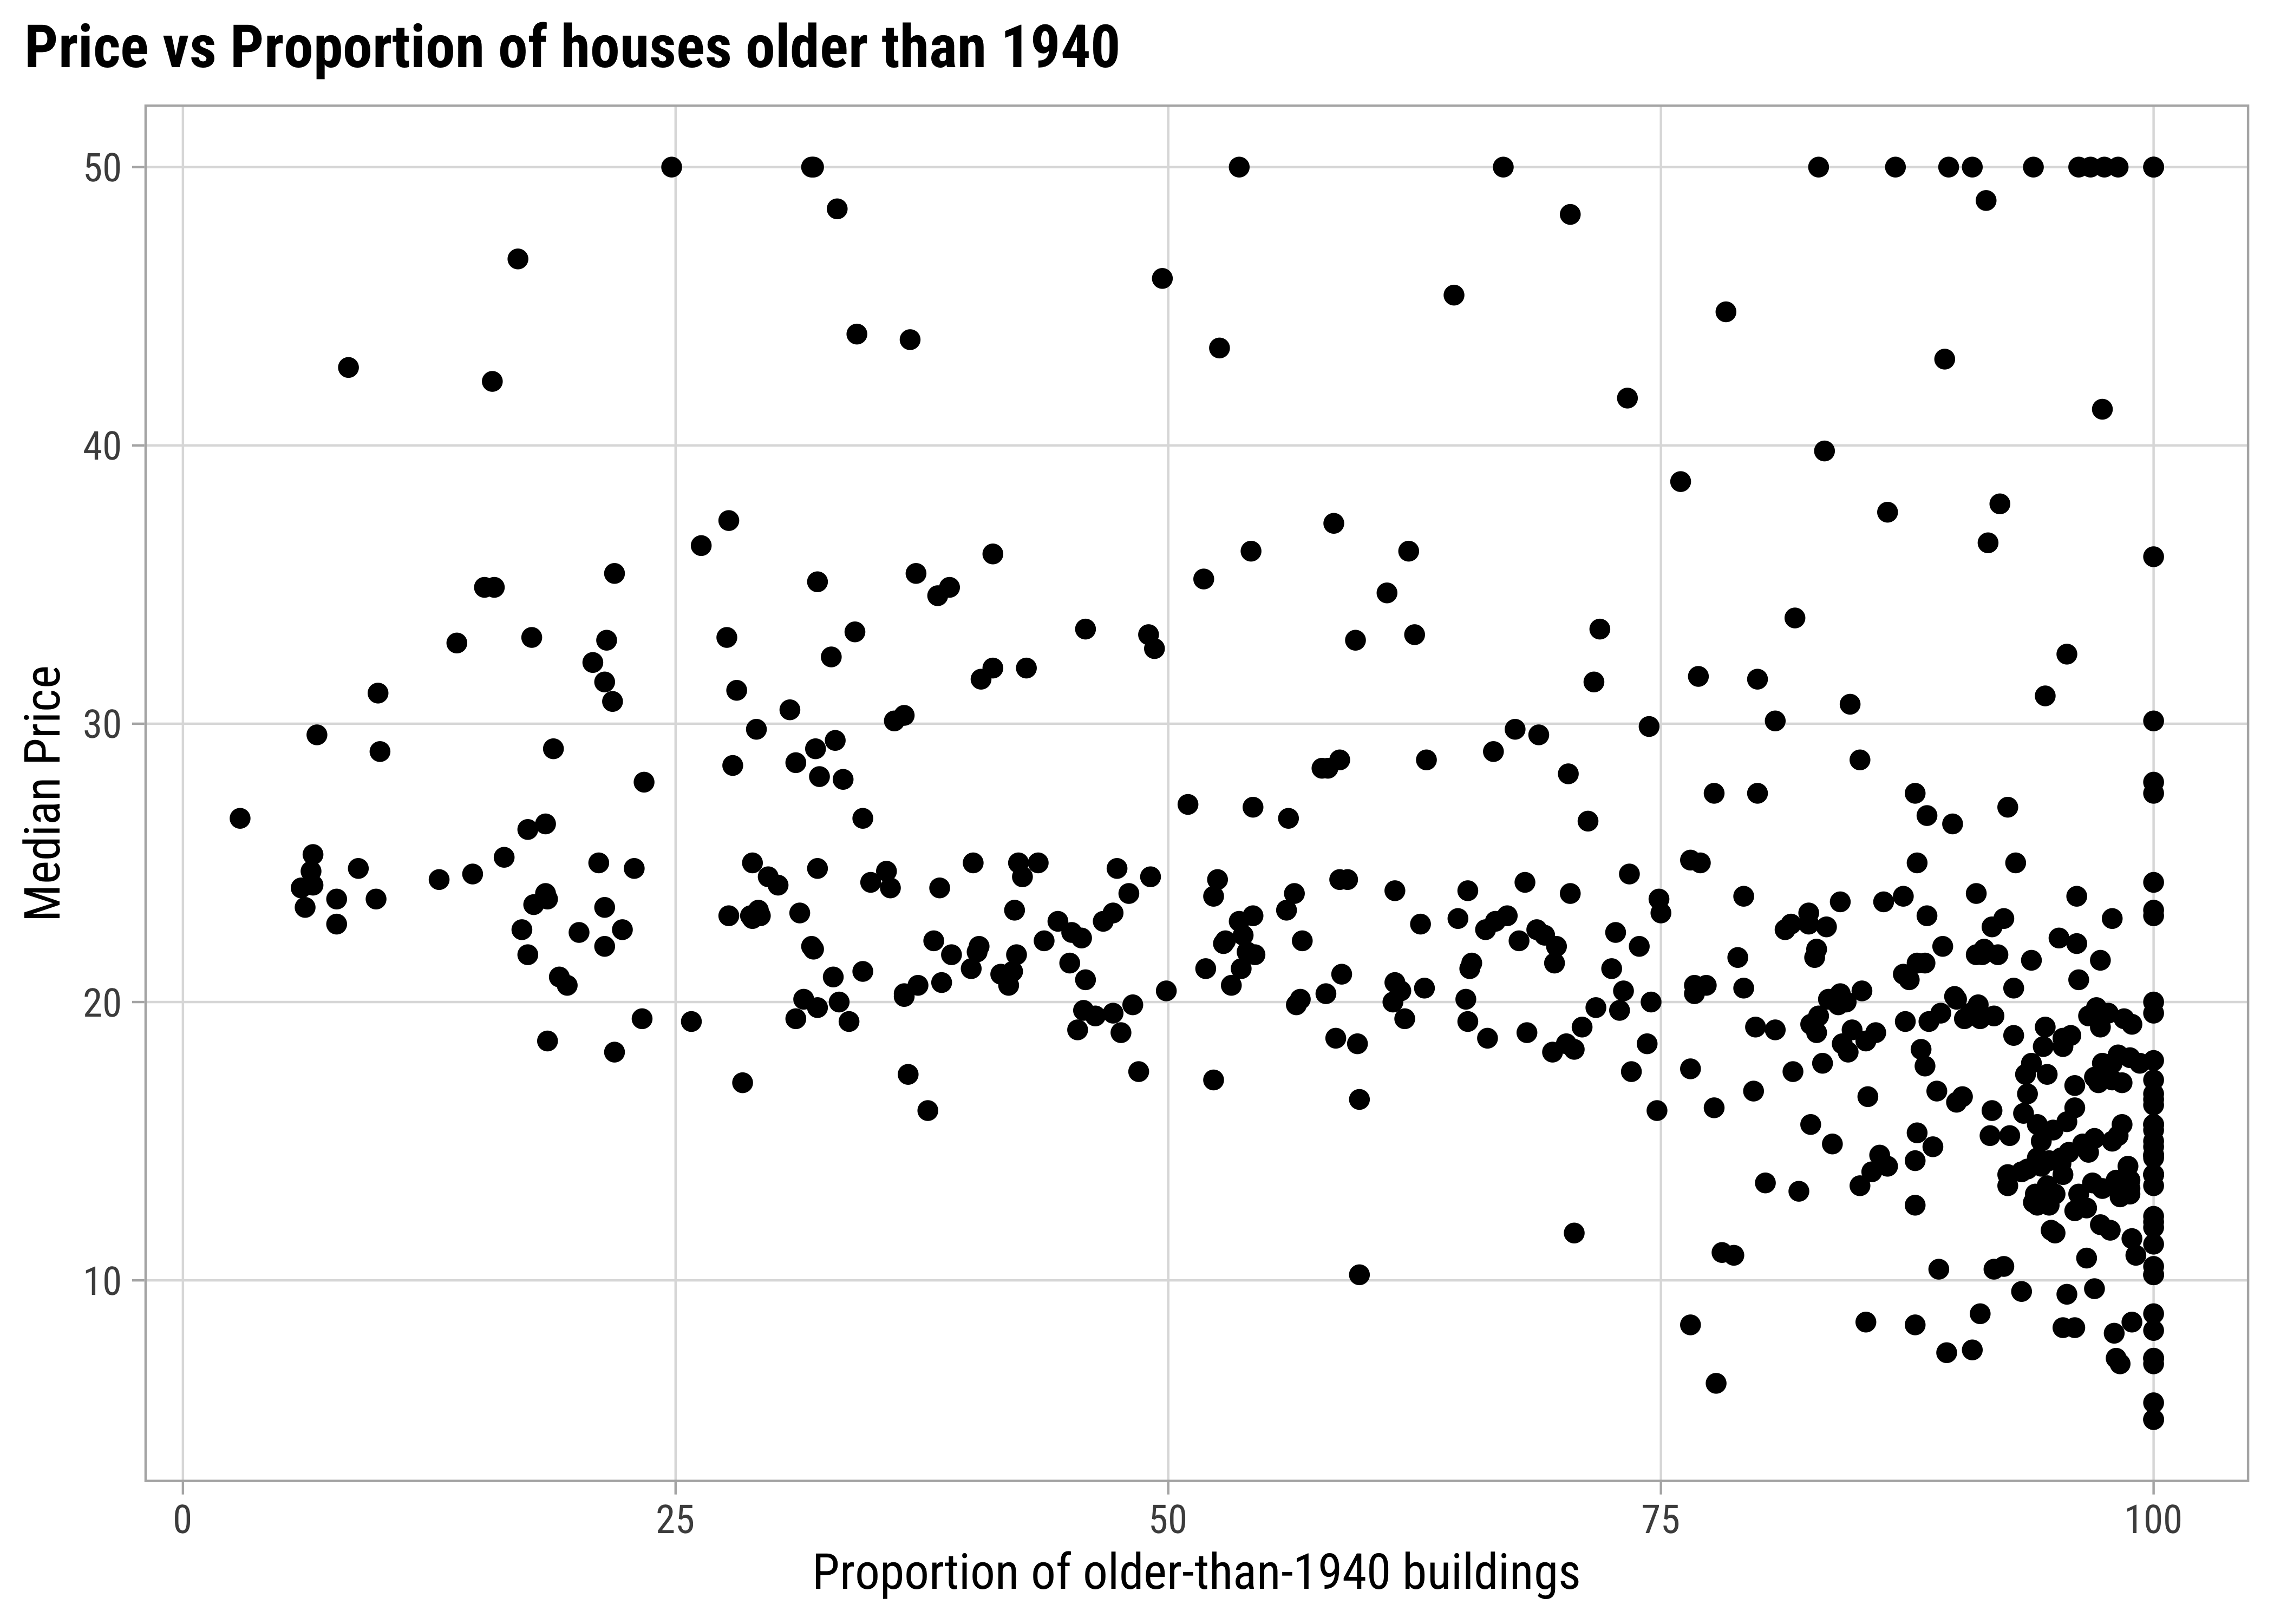 Price vs Proportion of houses older than 1940
50
40
30
20
10
Median Price
0 25 50 75 100
Proportion of older-than-1940 buildings